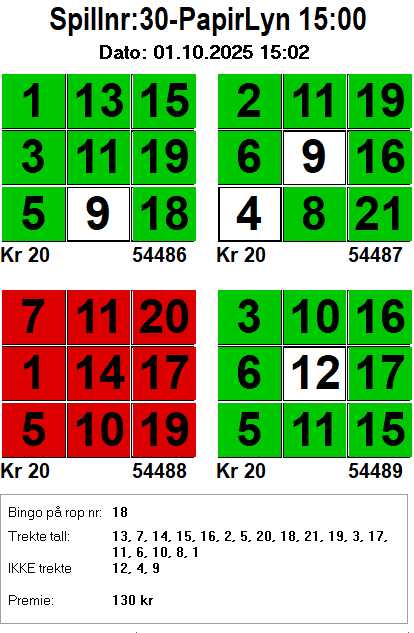 Spillnr:30-PapirLyn 15:00
Dato: 01.10.2025 15:02
1 13 15
3 11 19
5 9 18
Kr 20 54486
2 11 19
6 9 16
4 8 21
Kr 20 54487
7 11 20
1 14 17
5 10 19
Kr 20 54488
3 10 16
6 12 17
5 11 15
Kr 20 54489
Bingo på rop nr: 18
Trekte tall: 13, 7, 14, 15, 16, 2, 5, 20, 18, 21, 19, 3, 17,
11, 6, 10, 8, 1
IKKE trekte 12, 4, 9
Premie: 130 kr